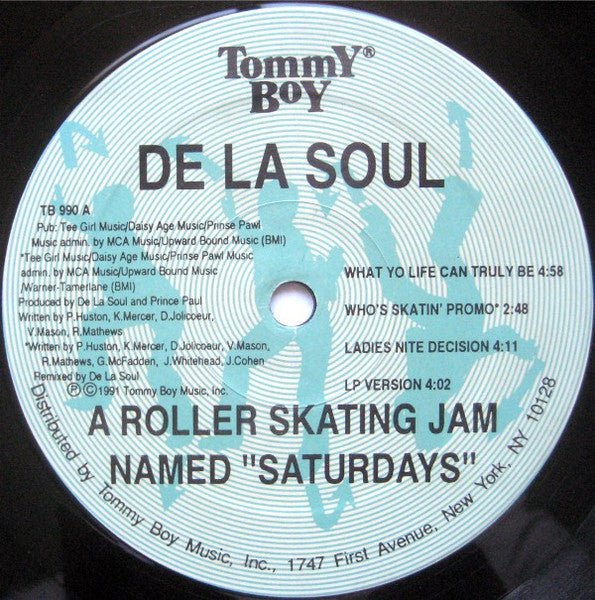 Tommy®
Boy
DE LA SOUL
TB 990 A
Pub: Tee Girl Music/Daisy Age Music/Prinse Pawl
Music admin. by MCA Music/Upward Bound Music (BMI)
*Tee Girl Music/Daisy Age Music/Prinse Pawl Music
admin. by MCA Music/Upward Bound Music
/Warner-Tamerlane (BMI)
Produced by De La Soul and Prince Paul
Written by P.Huston, K.Mercer, D.Jolicoeur,
V.Mason, R.Mathews
*Written by P.Huston, K.Mercer, D.Jolicoeur, V.Mason,
R.Mathews, G.McFadden, J.Whitehead, J.Cohen
Remixed by De La Soul
℗©1991 Tommy Boy Music, Inc.
WHAT YO LIFE CAN TRULY BE 4:58
WHO'S SKATIN' PROMO* 2:48
LADIES NITE DECISION 4:11
LP VERSION 4:02
A ROLLER SKATING JAM
NAMED "SATURDAYS"
Distributed by Tommy Boy Music, Inc., 1747 First Avenue, New York, NY 10128